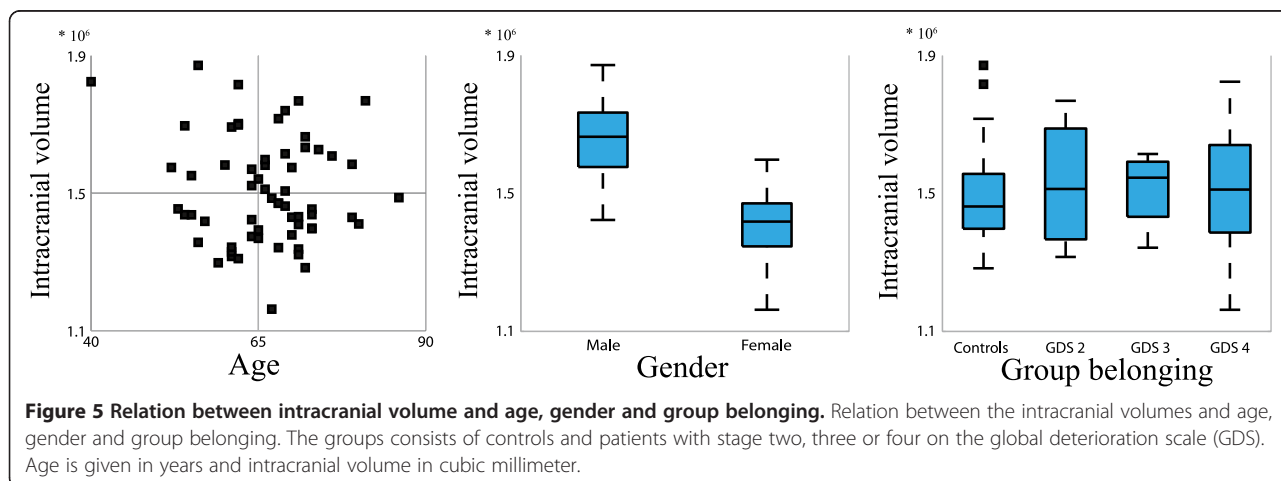 * 10⁶
1.9
1.5
1.1
Intracranial volume
40
65
90
Age
* 10⁶
1.9
1.5
1.1
Intracranial volume
Male
Female
Gender
* 10⁶
1.9
1.5
1.1
Intracranial volume
Controls
GDS 2
GDS 3
GDS 4
Group belonging
Figure 5 Relation between intracranial volume and age, gender and group belonging. Relation between the intracranial volumes and age,
gender and group belonging. The groups consists of controls and patients with stage two, three or four on the global deterioration scale (GDS).
Age is given in years and intracranial volume in cubic millimeter.